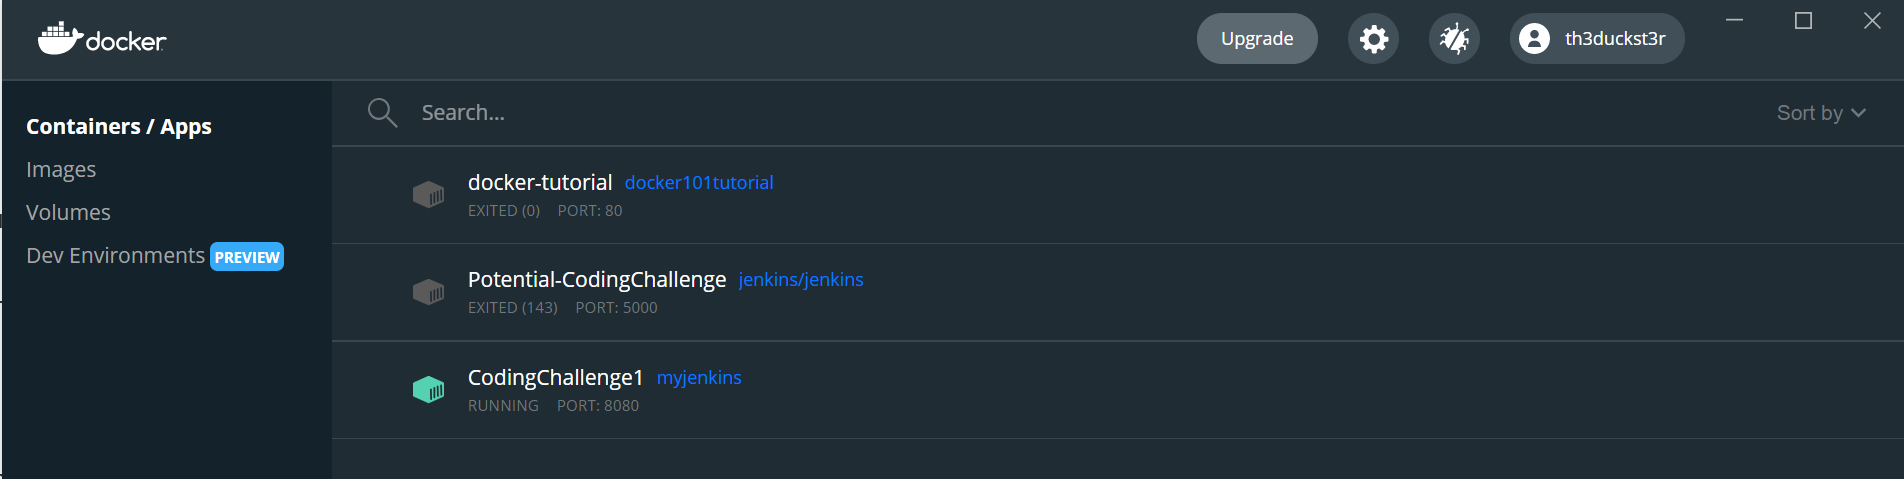 docker
Upgrade
th3duckst3r
Containers / Apps
Images
Volumes
Dev Environments PREVIEW
Search...
Sort by
docker-tutorial docker101tutorial
EXITED (0) PORT: 80
Potential-CodingChallenge jenkins/jenkins
EXITED (143) PORT: 5000
CodingChallenge1 myjenkins
RUNNING PORT: 8080